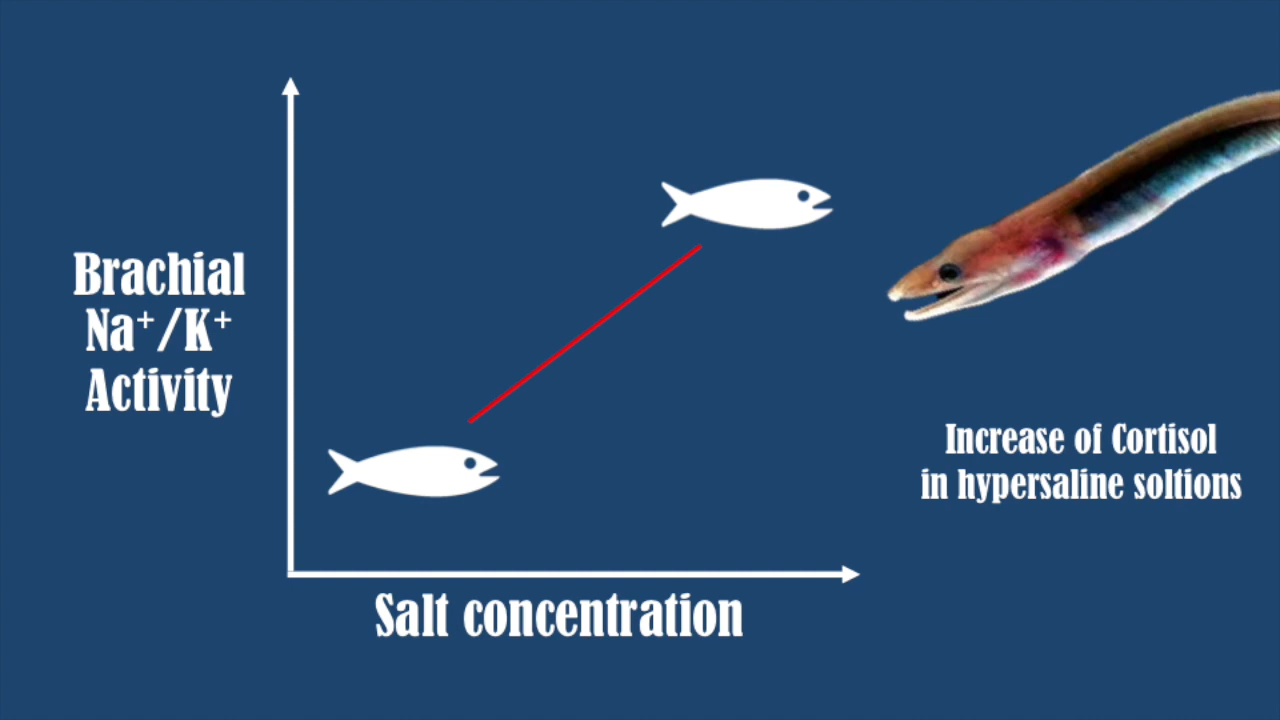 Brachial
Na⁺/K⁺
Activity
Salt concentration
Increase of Cortisol
in hypersaline soltions